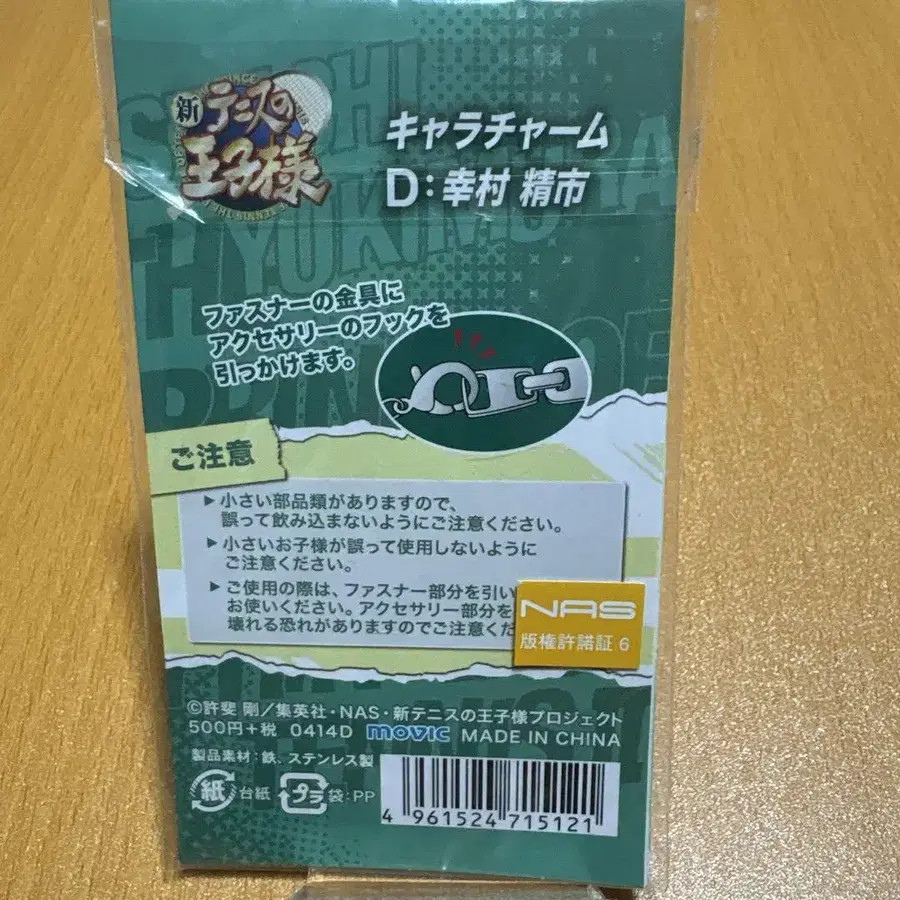 新テニスの
王子様
キャラチャーム
D：幸村 精市
SEIICHI
YUKIMURA
ファスナーの金具に
アクセサリーのフックを
引っかけます。
ご注意
▶小さい部品類がありますので、
誤って飲み込まないようにご注意ください。
▶小さいお子様が誤って使用しないように
ご注意ください。
▶ご使用の際は、ファスナー部分を引い
お使いください。アクセサリー部分を
壊れる恐れがありますのでご注意くだ
NAS
版権許諾証 6
©許斐 剛／集英社・NAS・新テニスの王子様プロジェクト
500円+税 0414D movic MADE IN CHINA
製品素材：鉄、ステンレス製
紙 台紙 プラ 袋：PP
4 961524 715121